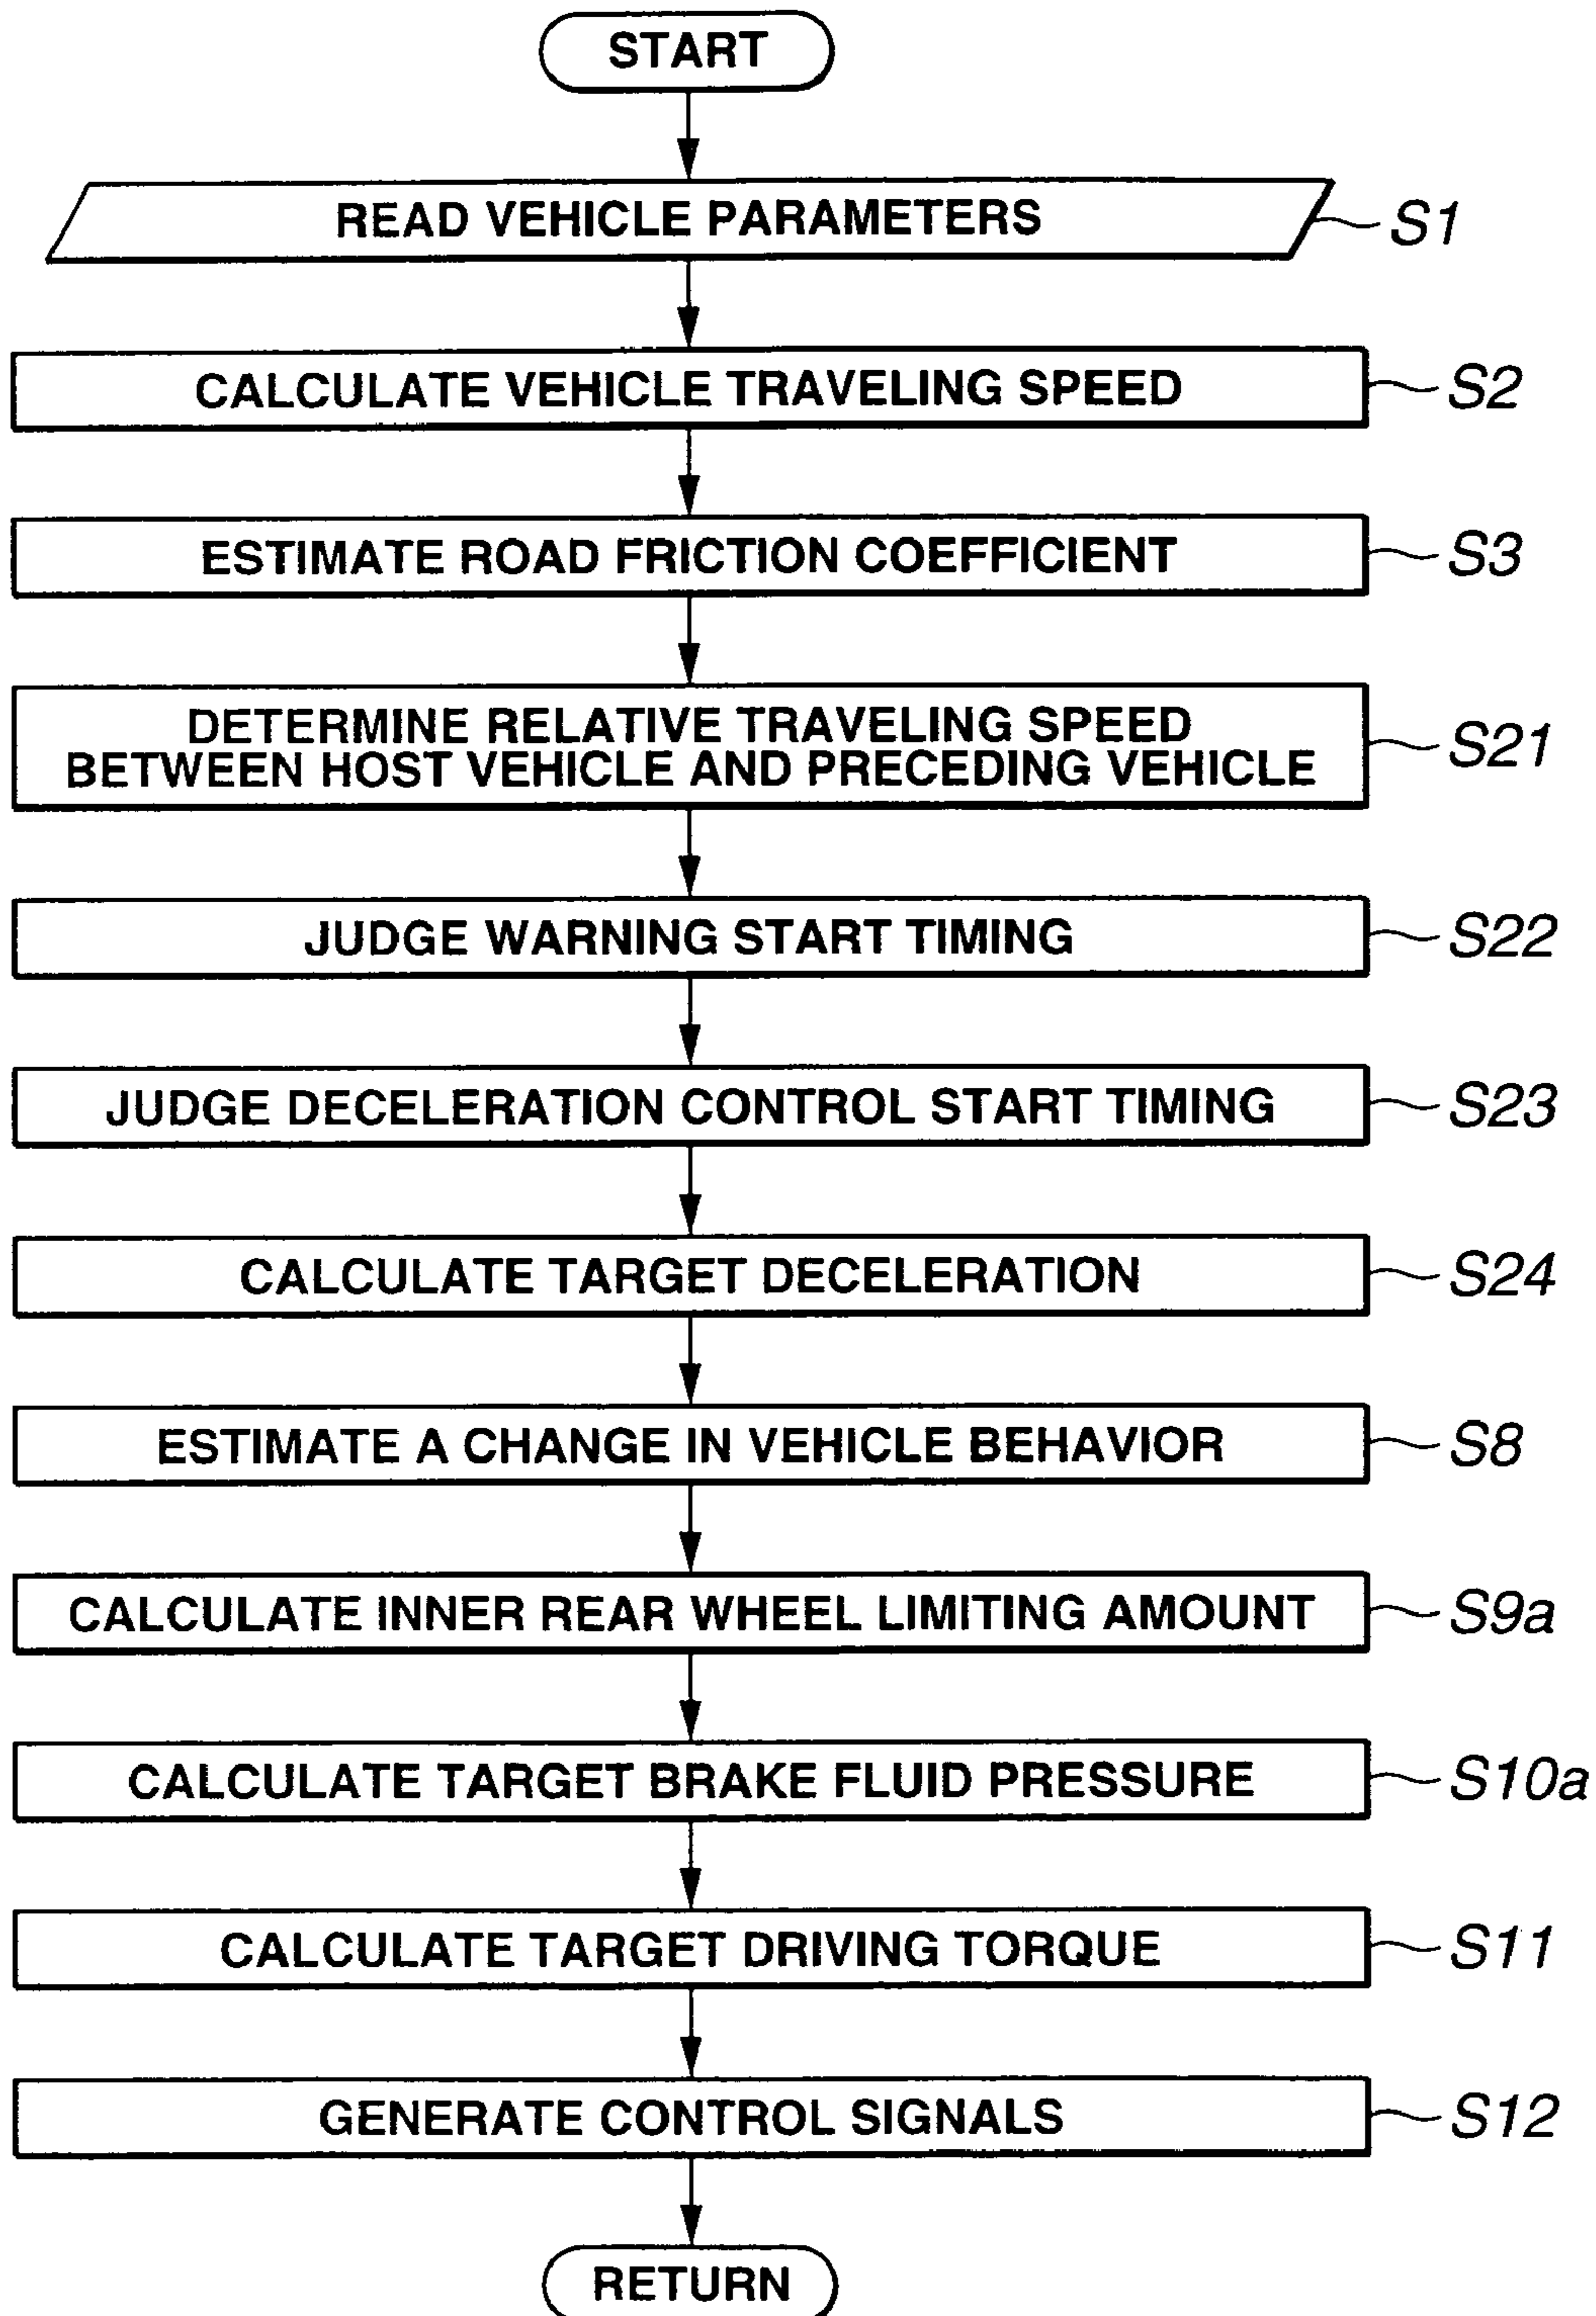 START
READ VEHICLE PARAMETERS
S1
CALCULATE VEHICLE TRAVELING SPEED
S2
ESTIMATE ROAD FRICTION COEFFICIENT
S3
DETERMINE RELATIVE TRAVELING SPEED
BETWEEN HOST VEHICLE AND PRECEDING VEHICLE
S21
JUDGE WARNING START TIMING
S22
JUDGE DECELERATION CONTROL START TIMING
S23
CALCULATE TARGET DECELERATION
S24
ESTIMATE A CHANGE IN VEHICLE BEHAVIOR
S8
CALCULATE INNER REAR WHEEL LIMITING AMOUNT
S9a
CALCULATE TARGET BRAKE FLUID PRESSURE
S10a
CALCULATE TARGET DRIVING TORQUE
S11
GENERATE CONTROL SIGNALS
S12
RETURN